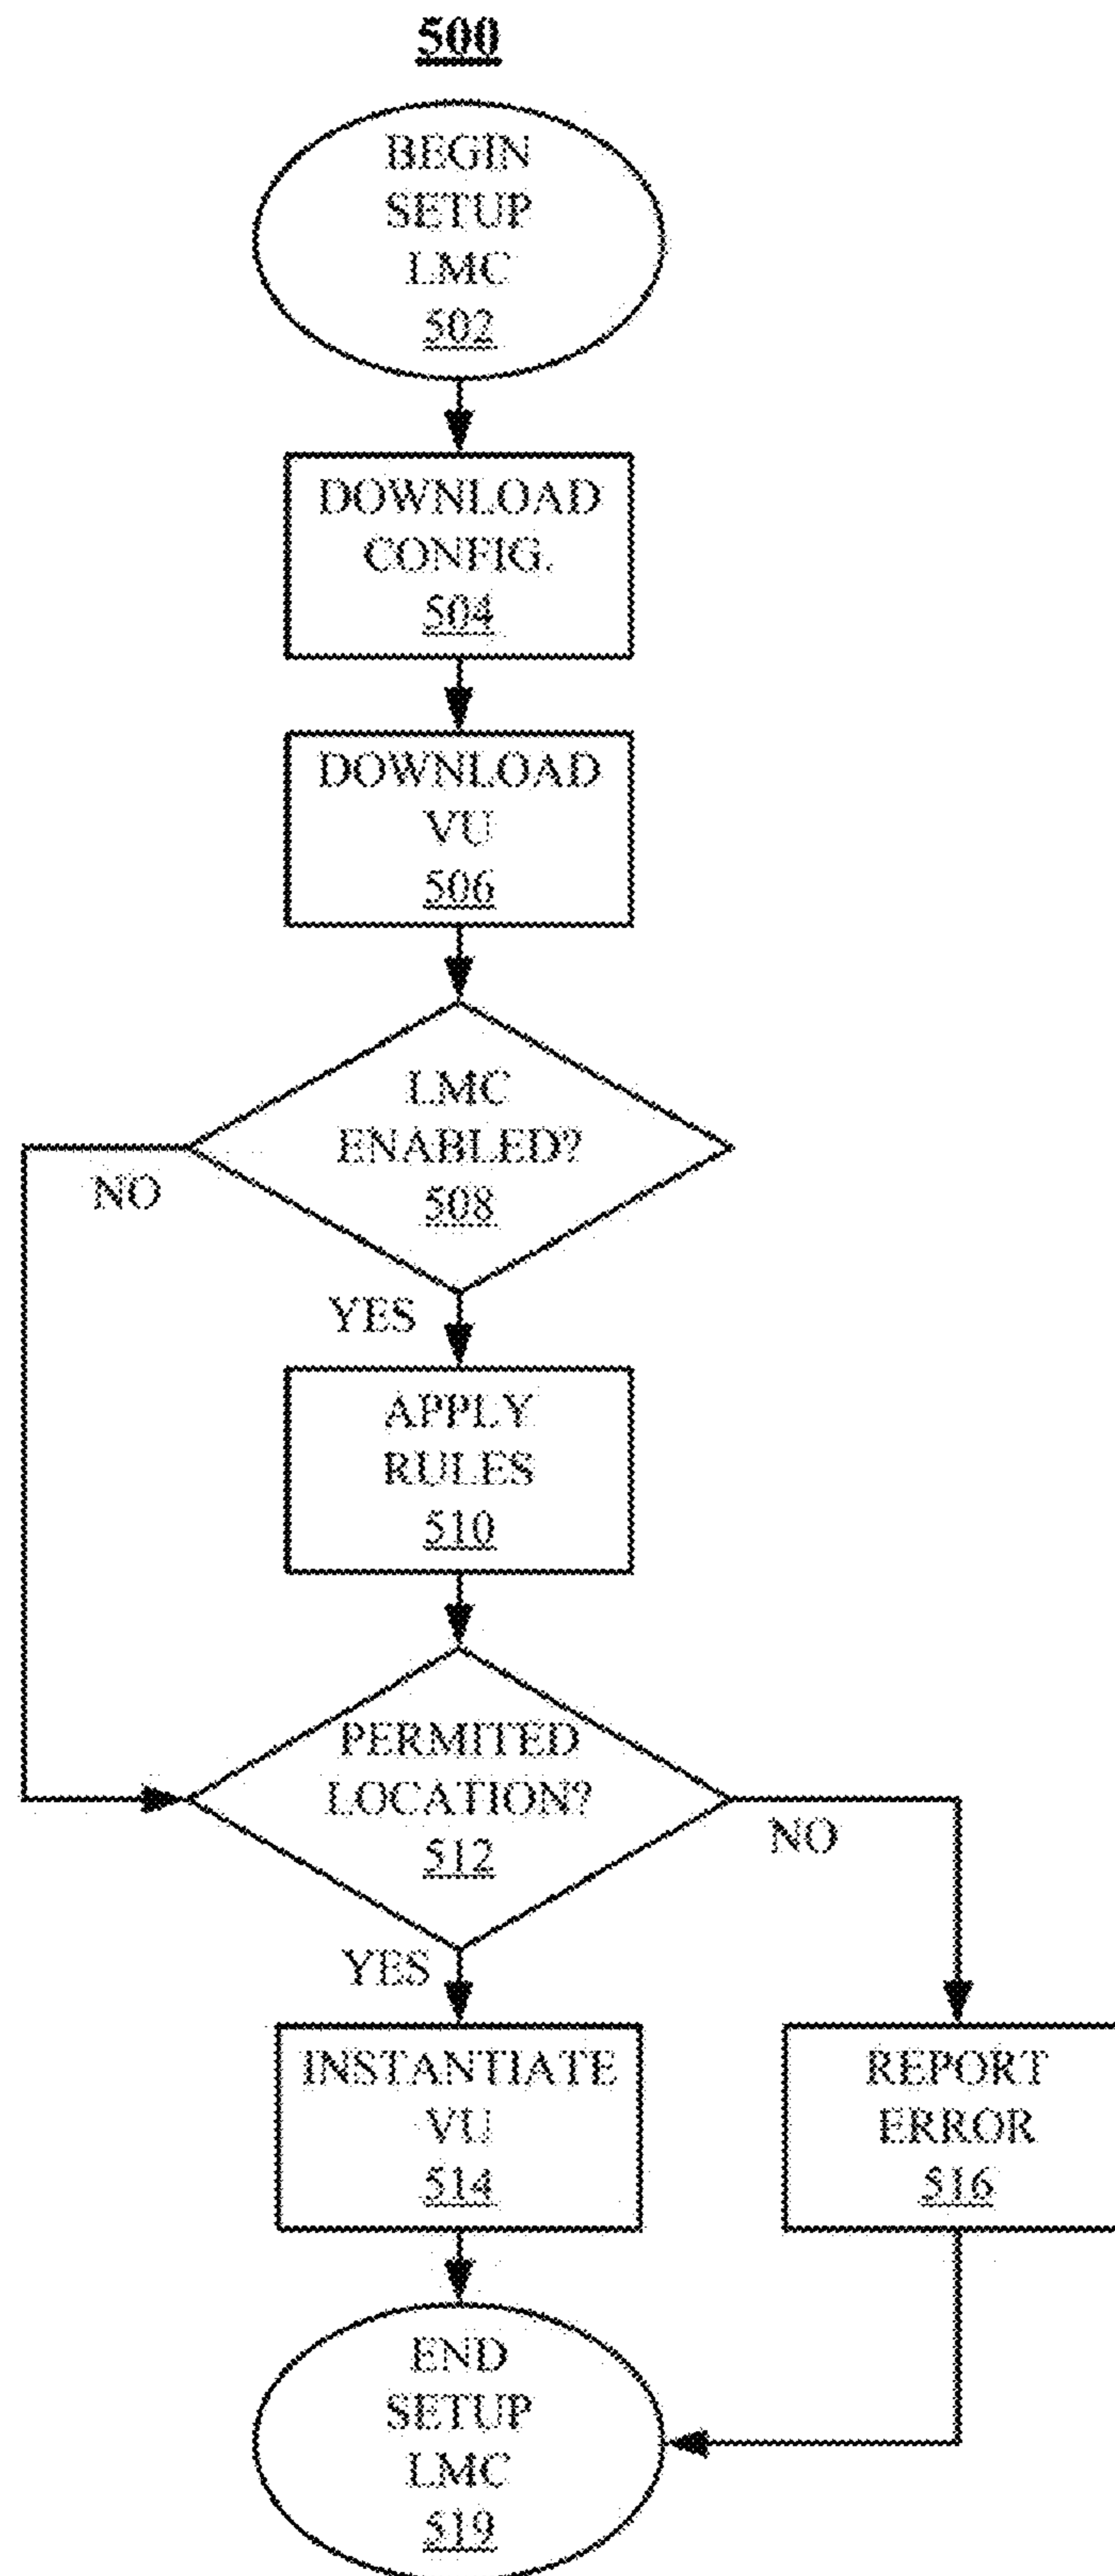 500
BEGIN
SETUP
LMC
502
DOWNLOAD
CONFIG.
504
DOWNLOAD
VU
506
LMC
ENABLED?
508
NO
YES
APPLY
RULES
510
PERMITED
LOCATION?
512
NO
YES
INSTANTIATE
VU
514
REPORT
ERROR
516
END
SETUP
LMC
519